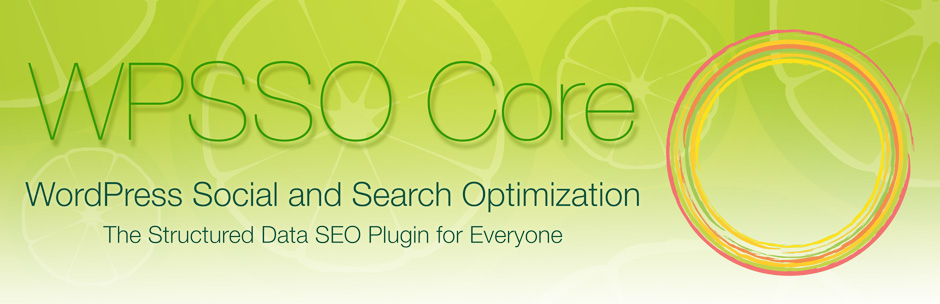 WPSSO Core
WordPress Social and Search Optimization
The Structured Data SEO Plugin for Everyone